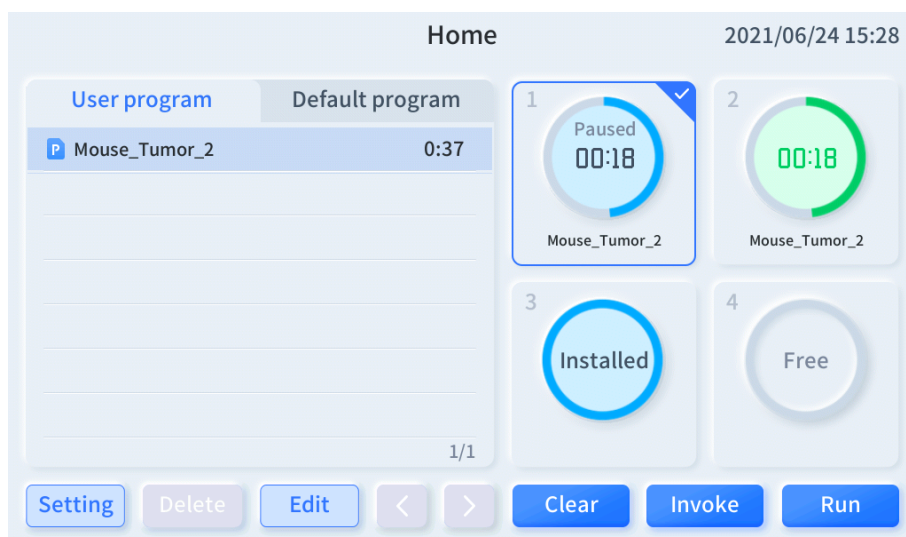 Home
2021/06/24 15:28
User program
Default program
P Mouse_Tumor_2 0:37
1/1
1
Paused
00:18
Mouse_Tumor_2
2
00:18
Mouse_Tumor_2
3
Installed
4
Free
Setting
Delete
Edit
<
>
Clear
Invoke
Run